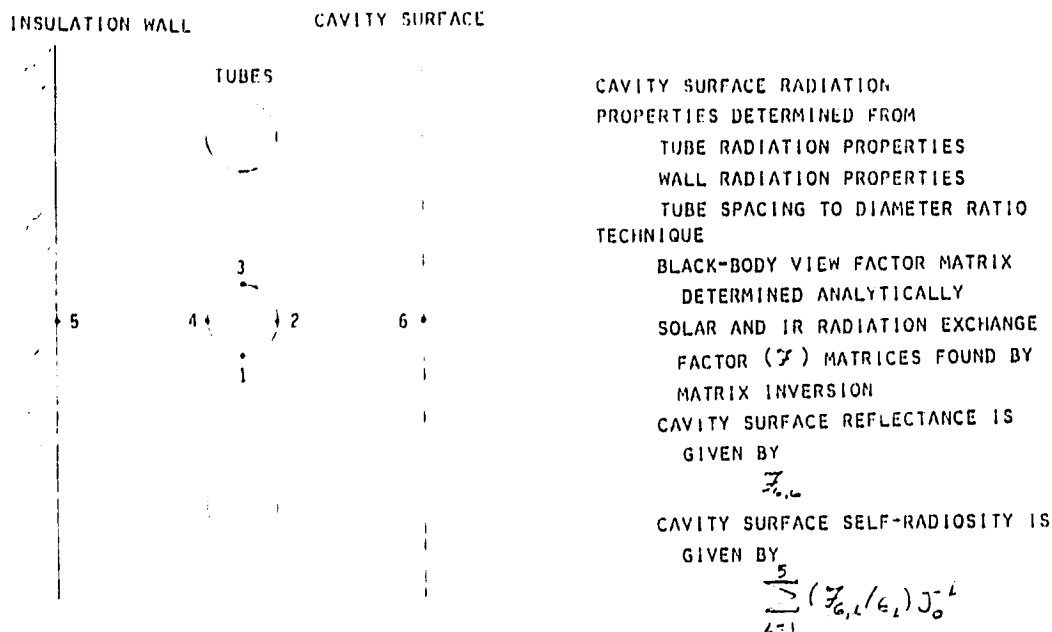 INSULATION WALL
CAVITY SURFACE
TUBES
3
5
4
2
6
1
CAVITY SURFACE RADIATION
PROPERTIES DETERMINED FROM
TUBE RADIATION PROPERTIES
WALL RADIATION PROPERTIES
TUBE SPACING TO DIAMETER RATIO
TECHNIQUE
BLACK-BODY VIEW FACTOR MATRIX
DETERMINED ANALYTICALLY
SOLAR AND IR RADIATION EXCHANGE
FACTOR (ℱ) MATRICES FOUND BY
MATRIX INVERSION
CAVITY SURFACE REFLECTANCE IS
GIVEN BY
ℱ6,6
CAVITY SURFACE SELF-RADIOSITY IS
GIVEN BY
5
∑ (ℱ6,i/ϵi) J0^i
i=1